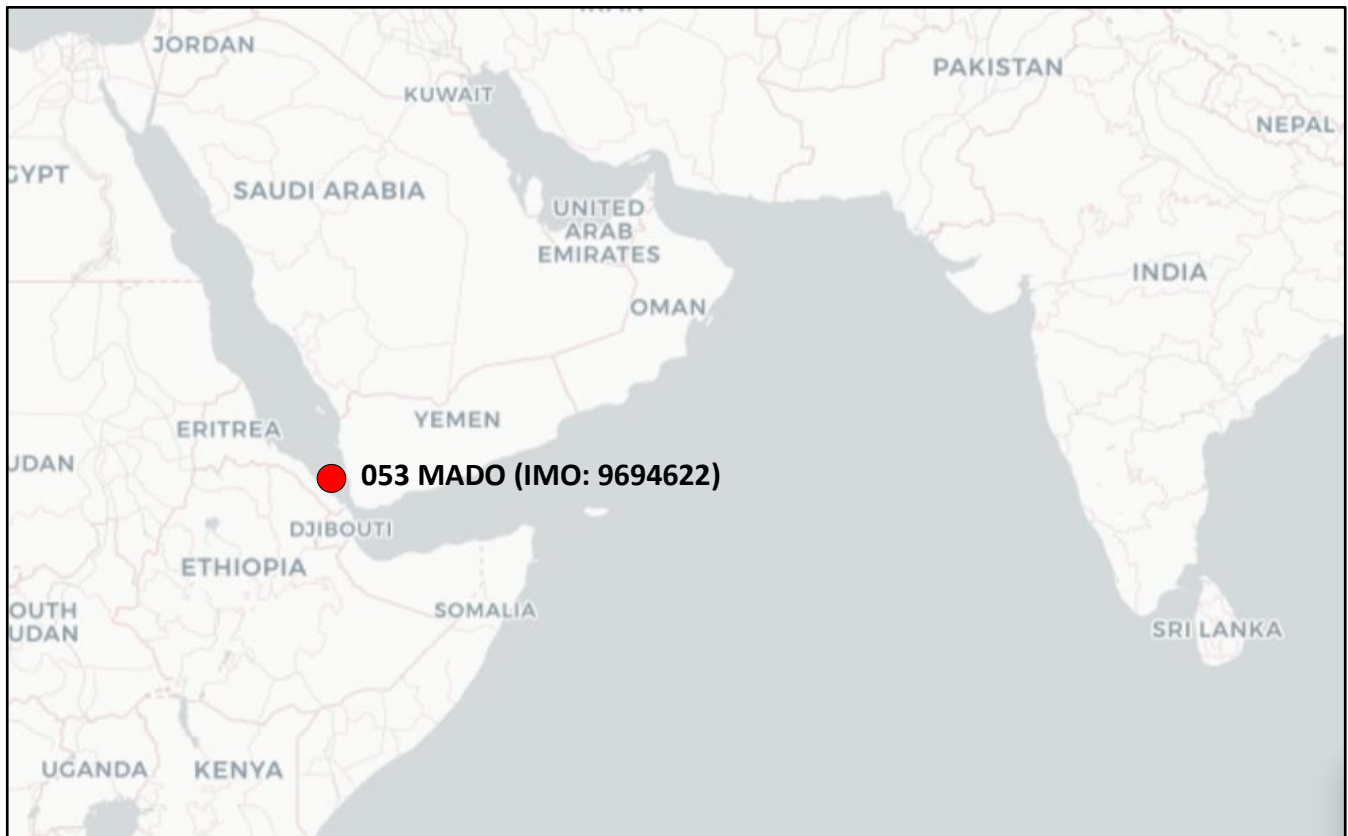 JORDAN
KUWAIT
PAKISTAN
NEPAL
GYPT
SAUDI ARABIA
UNITED
ARAB
EMIRATES
INDIA
OMAN
ERITREA
YEMEN
UDAN
053 MADO (IMO: 9694622)
DJIBOUTI
ETHIOPIA
OUTH
UDAN
SOMALIA
SRI LANKA
UGANDA
KENYA